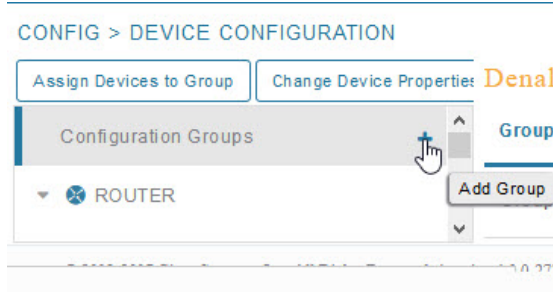 CONFIG > DEVICE CONFIGURATION
Assign Devices to Group
Change Device Properties
Denal
Configuration Groups
Group
Add Group
ROUTER